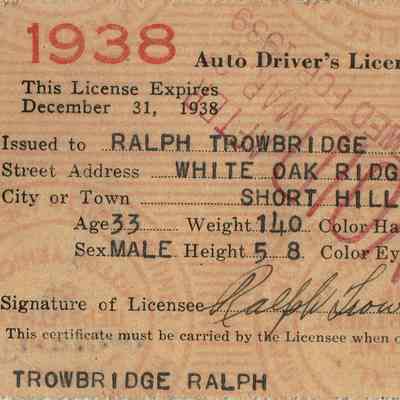 1938 Auto Driver's Licen
This License Expires
December 31, 1938
Issued to RALPH TROWBRIDGE
Street Address WHITE OAK RIDG
City or Town SHORT HILL
Age 33 Weight 140 Color Ha
Sex MALE Height 5 8 Color Ey
Signature of Licensee Ralph Trow
This certificate must be carried by the Licensee when o
TROWBRIDGE RALPH